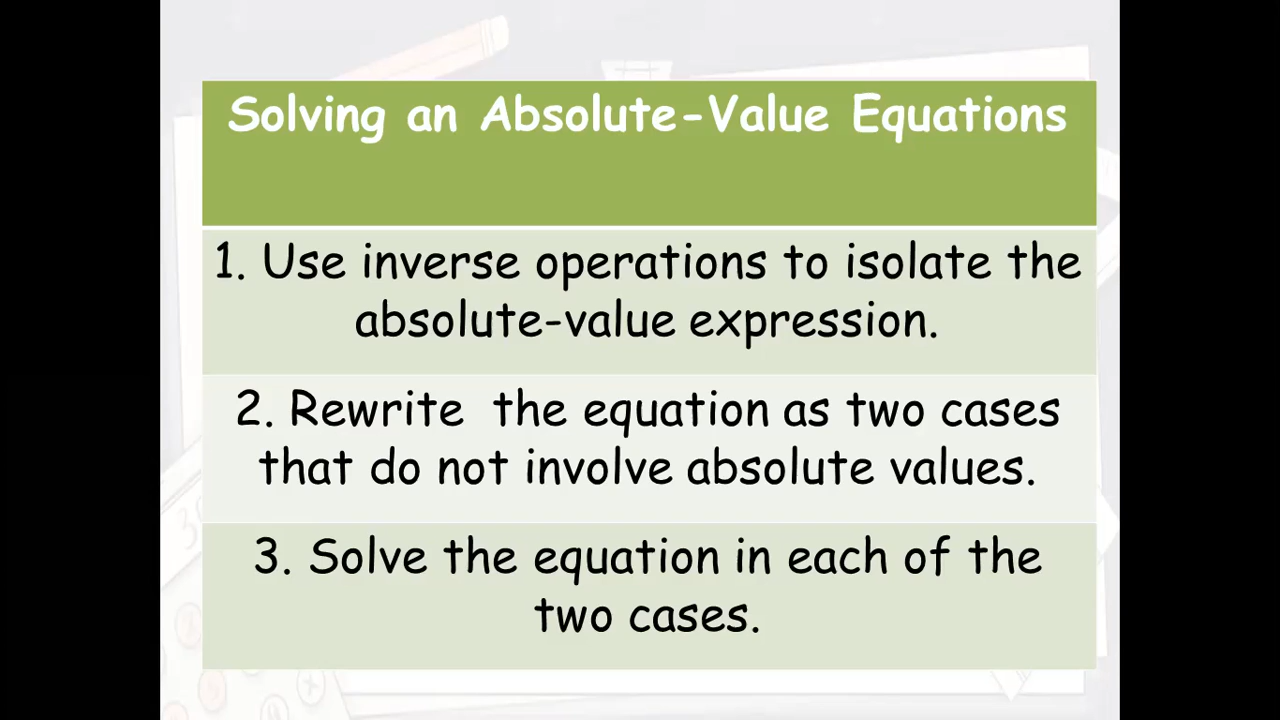 Solving an Absolute-Value Equations
1. Use inverse operations to isolate the
absolute-value expression.
2. Rewrite  the equation as two cases
that do not involve absolute values.
3. Solve the equation in each of the
two cases.